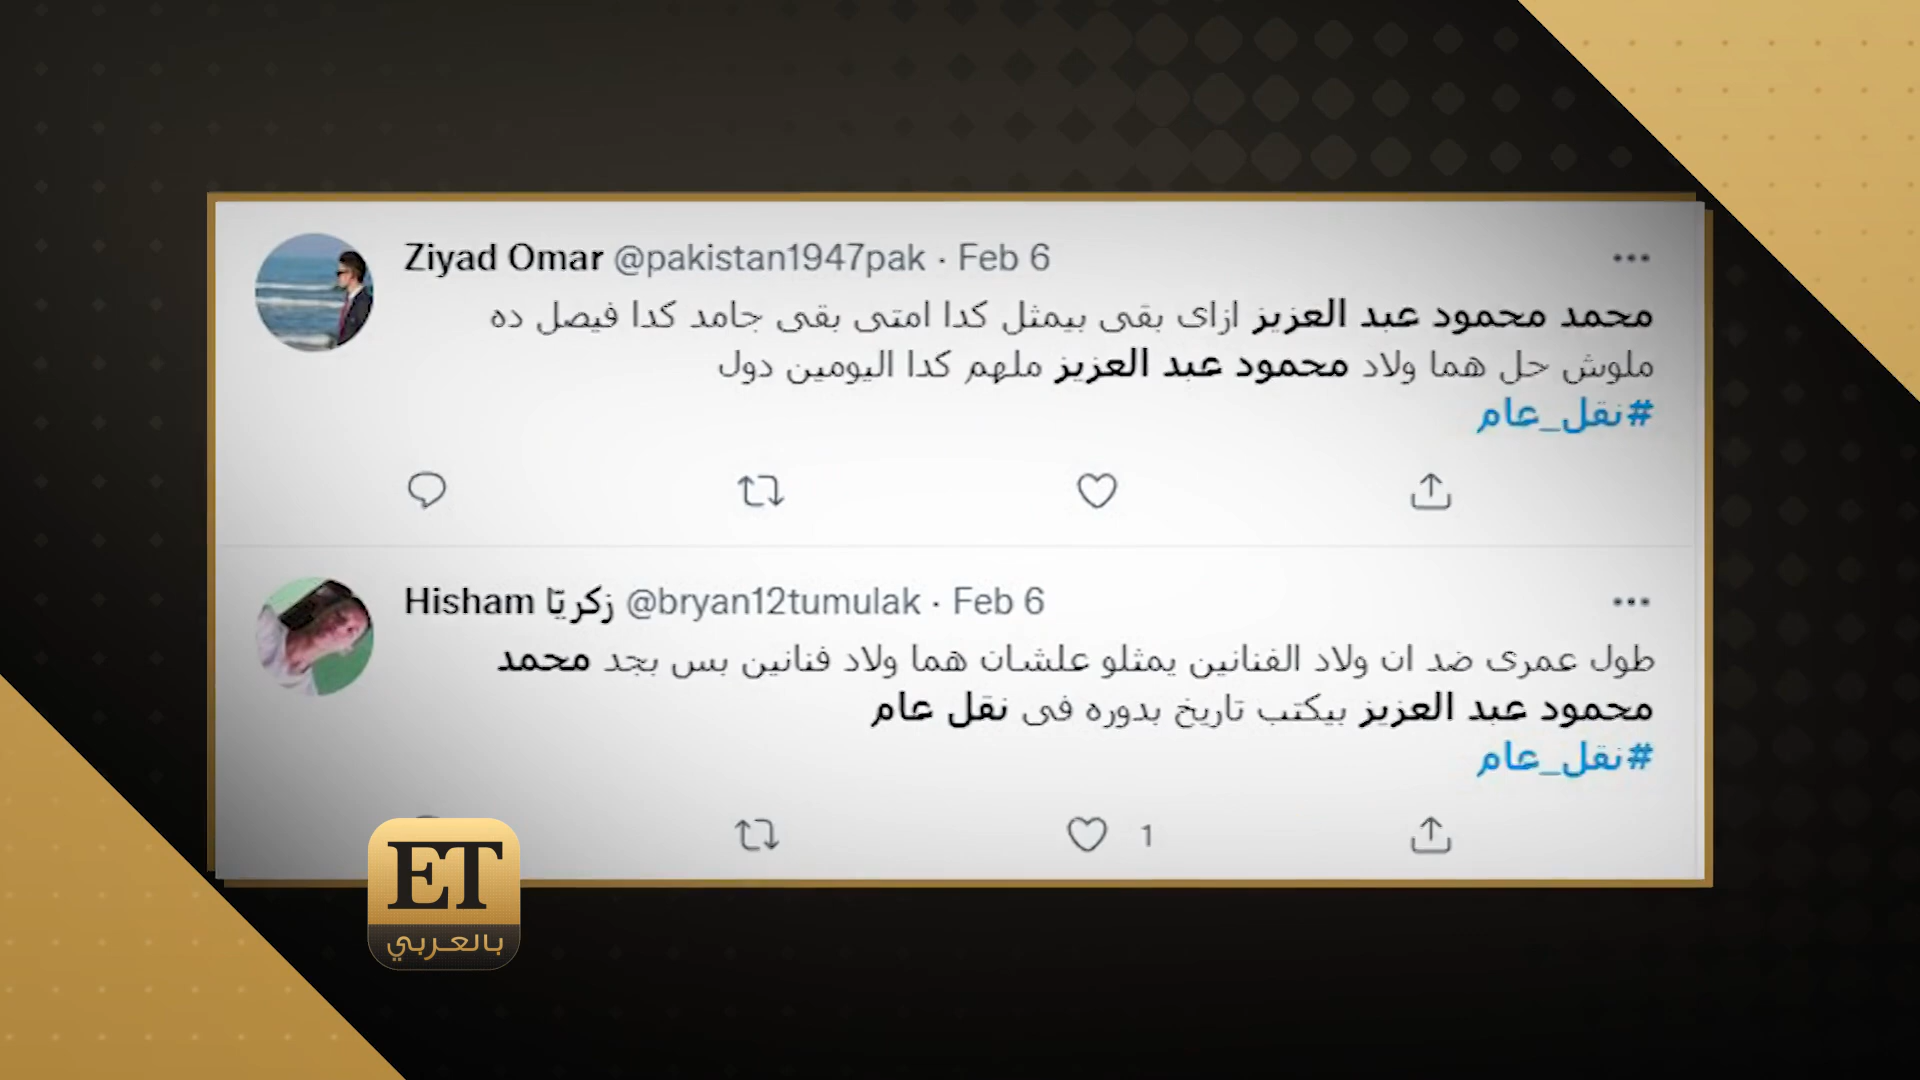 Ziyad Omar @pakistan1947pak · Feb 6
محمد محمود عبد العزيز ازاى بقى بيمثل كدا امتى بقى جامد كدا فيصل ده
ملوش حل هما ولاد محمود عبد العزيز ملهم كدا اليومين دول
#نقل_عام
Hisham زكريّا @bryan12tumulak · Feb 6
طول عمرى ضد ان ولاد الفنانين يمثلو علشان هما ولاد فنانين بس بجد محمد
محمود عبد العزيز بيكتب تاريخ بدوره فى نقل عام
#نقل_عام
1
ET
بالعربي